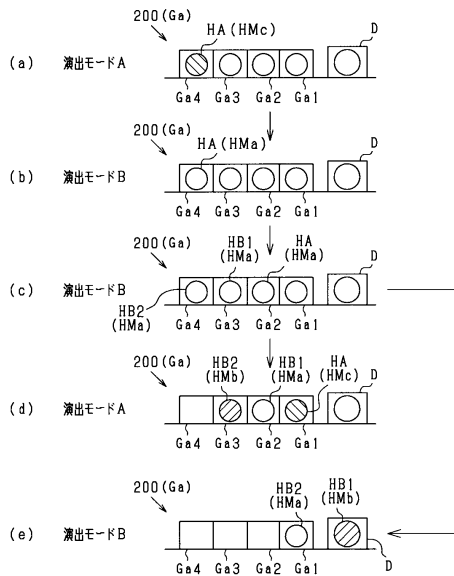 200(Ga)
HA(HMc)
D
(a) 演出モードA
Ga4 Ga3 Ga2 Ga1
200(Ga)
HA(HMa)
D
(b) 演出モードB
Ga4 Ga3 Ga2 Ga1
200(Ga)
HB1 (HMa)
HA (HMa)
D
(c) 演出モードB
HB2 (HMa)
Ga4 Ga3 Ga2 Ga1
200(Ga)
HB2 (HMb)
HB1 (HMa)
HA (HMc)
D
(d) 演出モードA
Ga4 Ga3 Ga2 Ga1
200(Ga)
HB2 (HMa)
HB1 (HMb)
(e) 演出モードB
Ga4 Ga3 Ga2 Ga1
D